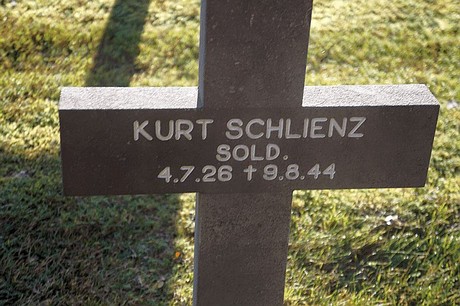 KURT SCHLIENZ
SOLD.
4.7.26 † 9.8.44